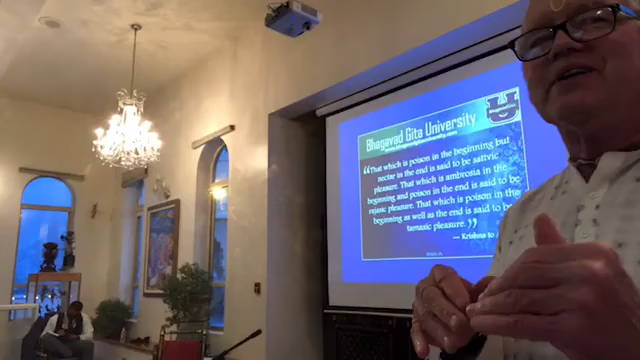 Bhagavad Gita University
“That which is poison in the beginning but
nectar in the end is said to be sattvic
pleasure. That which is ambrosia in the
beginning and poison in the end is said to be
rajasic pleasure. That which is poison in the
beginning as well as the end is said to be
tamasic pleasure.”
— Krishna to